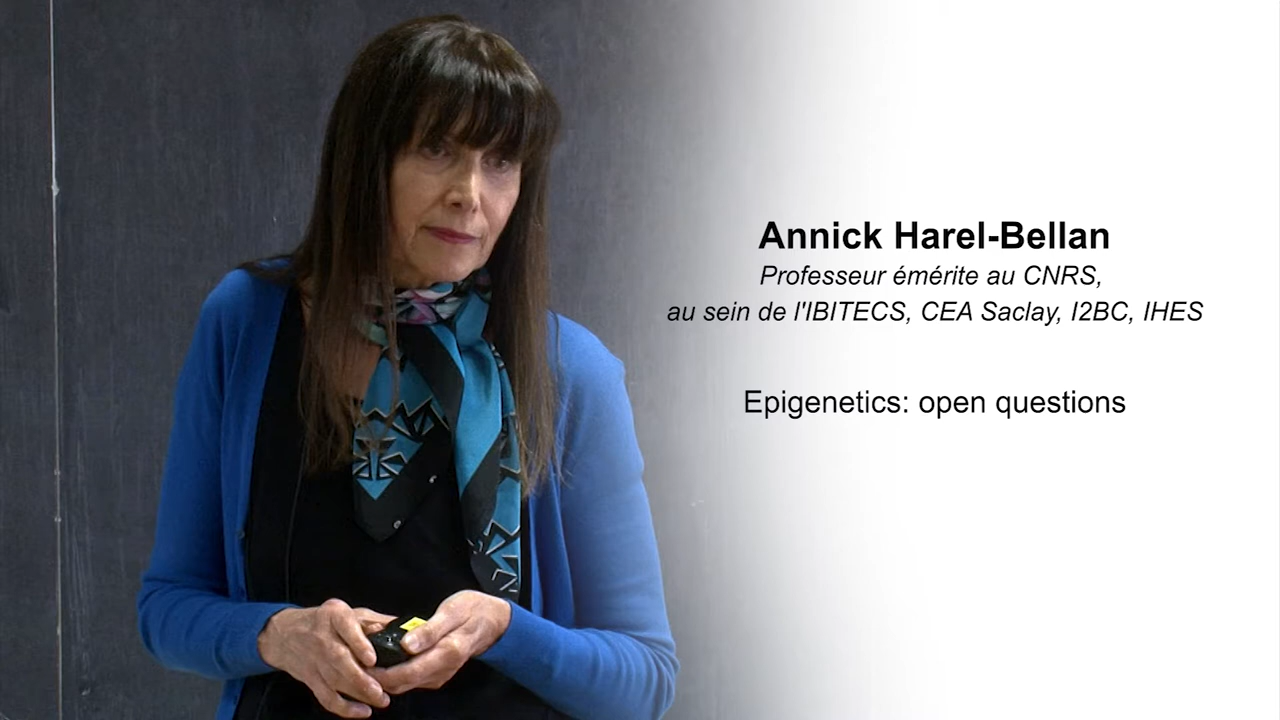 Annick Harel-Bellan
Professeur émérite au CNRS,
au sein de l'IBITECS, CEA Saclay, I2BC, IHES
Epigenetics: open questions